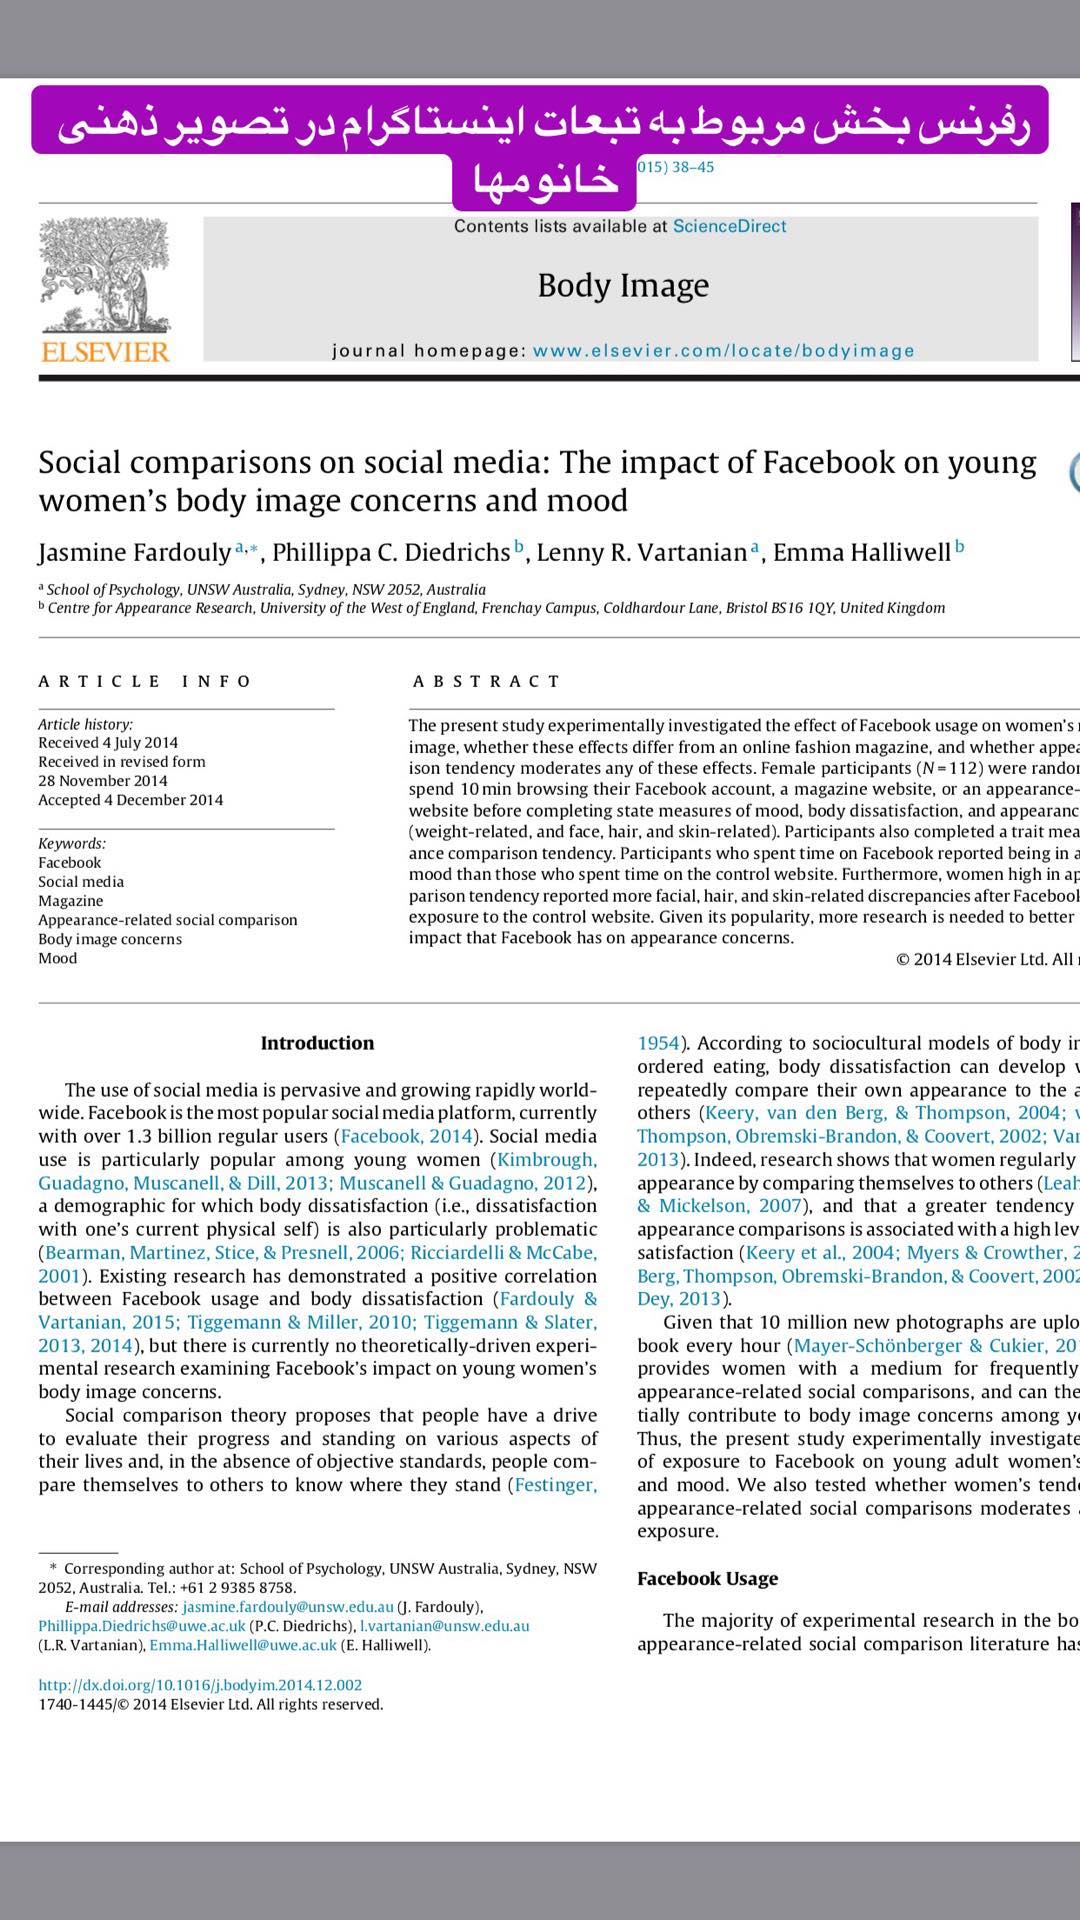 رفرنس بخش مربوط به تبعات اینستاگرام در تصویر ذهنی
خانومها
015) 38–45
ELSEVIER
Contents lists available at ScienceDirect
Body Image
journal homepage: www.elsevier.com/locate/bodyimage
Social comparisons on social media: The impact of Facebook on young
women's body image concerns and mood
Jasmine Fardouly a,*, Phillippa C. Diedrichs b, Lenny R. Vartanian a, Emma Halliwell b
a School of Psychology, UNSW Australia, Sydney, NSW 2052, Australia
b Centre for Appearance Research, University of the West of England, Frenchay Campus, Coldhardour Lane, Bristol BS16 1QY, United Kingdom
ARTICLE INFO
Article history:
Received 4 July 2014
Received in revised form
28 November 2014
Accepted 4 December 2014
Keywords:
Facebook
Social media
Magazine
Appearance-related social comparison
Body image concerns
Mood
ABSTRACT
The present study experimentally investigated the effect of Facebook usage on women's
image, whether these effects differ from an online fashion magazine, and whether appea
ison tendency moderates any of these effects. Female participants (N = 112) were rando
spend 10 min browsing their Facebook account, a magazine website, or an appearance-
website before completing state measures of mood, body dissatisfaction, and appearanc
(weight-related, and face, hair, and skin-related). Participants also completed a trait mea
ance comparison tendency. Participants who spent time on Facebook reported being in a
mood than those who spent time on the control website. Furthermore, women high in ap
parison tendency reported more facial, hair, and skin-related discrepancies after Facebook
exposure to the control website. Given its popularity, more research is needed to better
impact that Facebook has on appearance concerns.
© 2014 Elsevier Ltd. All
Introduction
The use of social media is pervasive and growing rapidly world-
wide. Facebook is the most popular social media platform, currently
with over 1.3 billion regular users (Facebook, 2014). Social media
use is particularly popular among young women (Kimbrough,
Guadagno, Muscanell, & Dill, 2013; Muscanell & Guadagno, 2012),
a demographic for which body dissatisfaction (i.e., dissatisfaction
with one's current physical self) is also particularly problematic
(Bearman, Martinez, Stice, & Presnell, 2006; Ricciardelli & McCabe,
2001). Existing research has demonstrated a positive correlation
between Facebook usage and body dissatisfaction (Fardouly &
Vartanian, 2015; Tiggemann & Miller, 2010; Tiggemann & Slater,
2013, 2014), but there is currently no theoretically-driven experi-
mental research examining Facebook's impact on young women's
body image concerns.
Social comparison theory proposes that people have a drive
to evaluate their progress and standing on various aspects of
their lives and, in the absence of objective standards, people com-
pare themselves to others to know where they stand (Festinger,
* Corresponding author at: School of Psychology, UNSW Australia, Sydney, NSW
2052, Australia. Tel.: +61 2 9385 8758.
E-mail addresses: jasmine.fardouly@unsw.edu.au (J. Fardouly),
Phillippa.Diedrichs@uwe.ac.uk (P.C. Diedrichs), l.vartanian@unsw.edu.au
(L.R. Vartanian), Emma.Halliwell@uwe.ac.uk (E. Halliwell).
http://dx.doi.org/10.1016/j.bodyim.2014.12.002
1740-1445/© 2014 Elsevier Ltd. All rights reserved.
1954). According to sociocultural models of body i
ordered eating, body dissatisfaction can develop
repeatedly compare their own appearance to the a
others (Keery, van den Berg, & Thompson, 2004;
Thompson, Obremski-Brandon, & Coovert, 2002; Va
2013). Indeed, research shows that women regularly
appearance by comparing themselves to others (Leah
& Mickelson, 2007), and that a greater tendency
appearance comparisons is associated with a high lev
satisfaction (Keery et al., 2004; Myers & Crowther, 2
Berg, Thompson, Obremski-Brandon, & Coovert, 2002
Dey, 2013).
Given that 10 million new photographs are uplo
book every hour (Mayer-Schönberger & Cukier, 20
provides women with a medium for frequently
appearance-related social comparisons, and can the
tially contribute to body image concerns among y
Thus, the present study experimentally investigate
of exposure to Facebook on young adult women's
and mood. We also tested whether women's tend
appearance-related social comparisons moderates
exposure.
Facebook Usage
The majority of experimental research in the bo
appearance-related social comparison literature has